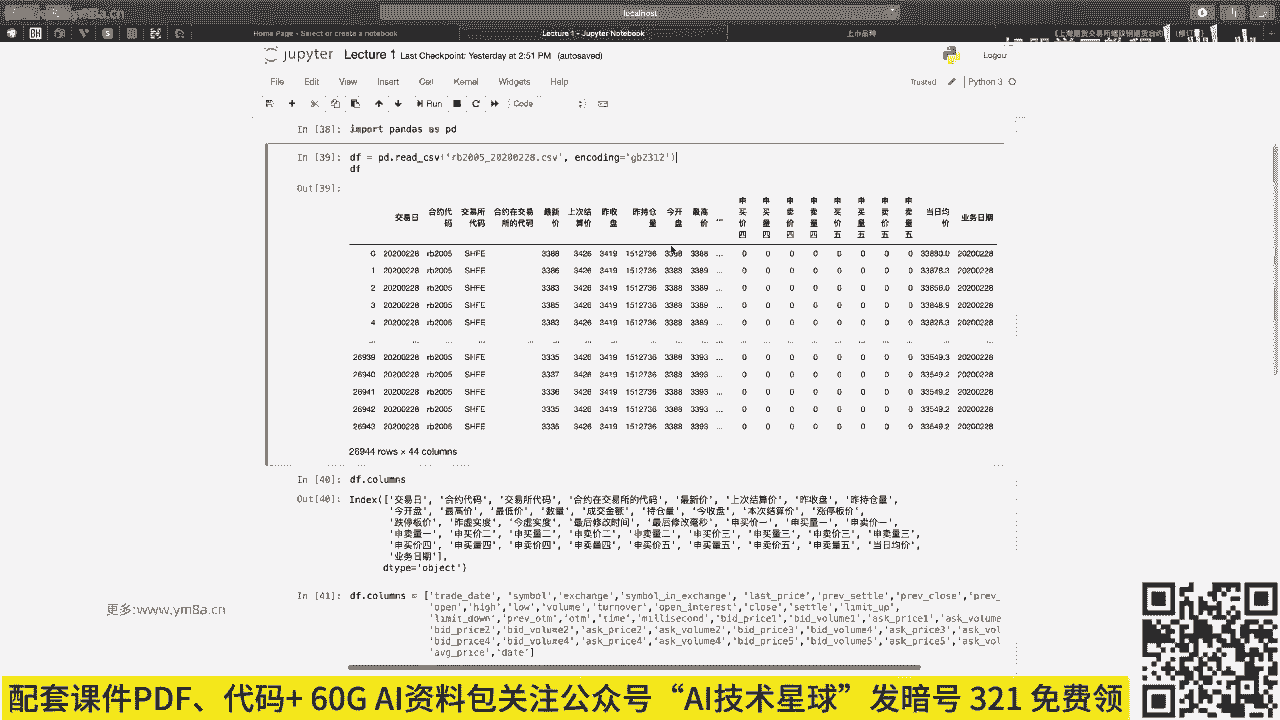 localhost
Home Page - Select or create a notebook
Lecture 1 - Jupyter Notebook
上市品种
jupyter Lecture 1 Last Checkpoint: Yesterday at 2:51 PM (autosaved)
Logout
File Edit View Insert Cell Kernel Widgets Help
Trusted Python 3
Run Code
In [38]: import pandas as pd
In [39]: df = pd.read_csv('rb2005_20200228.csv', encoding='gb2312')
df
Out[39]:
交易日 合约代码 交易所代码 合约在交易所的代码 最新价 上次结算价 昨收盘 昨持仓量 今开盘 最高价 ... 申买价四 申买量四 申卖价四 申卖量四 申买价五 申买量五 申卖价五 申卖量五 当日均价 业务日期
0 20200228 rb2005 SHFE 3388 3426 3419 1512736 3388 3388 ... 0 0 0 0 0 0 0 0 33880.0 20200228
1 20200228 rb2005 SHFE 3386 3426 3419 1512736 3388 3389 ... 0 0 0 0 0 0 0 0 33878.3 20200228
2 20200228 rb2005 SHFE 3383 3426 3419 1512736 3388 3389 ... 0 0 0 0 0 0 0 0 33856.0 20200228
3 20200228 rb2005 SHFE 3385 3426 3419 1512736 3388 3389 ... 0 0 0 0 0 0 0 0 33848.9 20200228
4 20200228 rb2005 SHFE 3383 3426 3419 1512736 3388 3389 ... 0 0 0 0 0 0 0 0 33826.3 20200228
... ... ... ... ... ... ... ... ... ... ... ... ... ... ... ... ... ... ... ... ... ...
26939 20200228 rb2005 SHFE 3335 3426 3419 1512736 3388 3393 ... 0 0 0 0 0 0 0 0 33549.3 20200228
26940 20200228 rb2005 SHFE 3337 3426 3419 1512736 3388 3393 ... 0 0 0 0 0 0 0 0 33549.2 20200228
26941 20200228 rb2005 SHFE 3336 3426 3419 1512736 3388 3393 ... 0 0 0 0 0 0 0 0 33549.2 20200228
26942 20200228 rb2005 SHFE 3335 3426 3419 1512736 3388 3393 ... 0 0 0 0 0 0 0 0 33549.2 20200228
26943 20200228 rb2005 SHFE 3336 3426 3419 1512736 3388 3393 ... 0 0 0 0 0 0 0 0 33549.2 20200228
26944 rows × 44 columns
In [40]: df.columns
Out[40]: Index(['交易日', '合约代码', '交易所代码', '合约在交易所的代码', '最新价', '上次结算价', '昨收盘', '昨持仓量',
'今开盘', '最高价', '最低价', '数量', '成交金额', '持仓量', '今收盘', '本次结算价', '涨停板价',
'跌停板价', '昨虚实度', '今虚实度', '最后修改时间', '最后修改毫秒', '申买价一', '申买量一', '申卖价一',
'申卖量一', '申买价二', '申买量二', '申卖价二', '申卖量二', '申买价三', '申买量三', '申卖价三', '申卖量三',
'申买价四', '申买量四', '申卖价四', '申卖量四', '申买价五', '申买量五', '申卖价五', '申卖量五', '当日均价',
'业务日期'],
dtype='object')
In [41]: df.columns = ['trade_date', 'symbol','exchange','symbol_in_exchange', 'last_price','prev_settle','prev_close','prev_
'open','high','low','volume','turnover','open_interest','close','settle','limit_up',
'limit_down','prev_otm','otm','time','millisecond','bid_price1','bid_volume1','ask_price1','ask_volume
'bid_price2','bid_volume2','ask_price2','ask_volume2','bid_price3','bid_volume4','ask_price3','ask_vol
'bid_price4','bid_volume4','ask_price4','ask_volume4','bid_price5','bid_volume5','ask_price5','ask_vol
'avg_price','date']
更多:www.ym8a.cn
配套课件PDF、代码+ 60G AI资料包关注公众号“AI技术星球” 发暗号 321 免费领